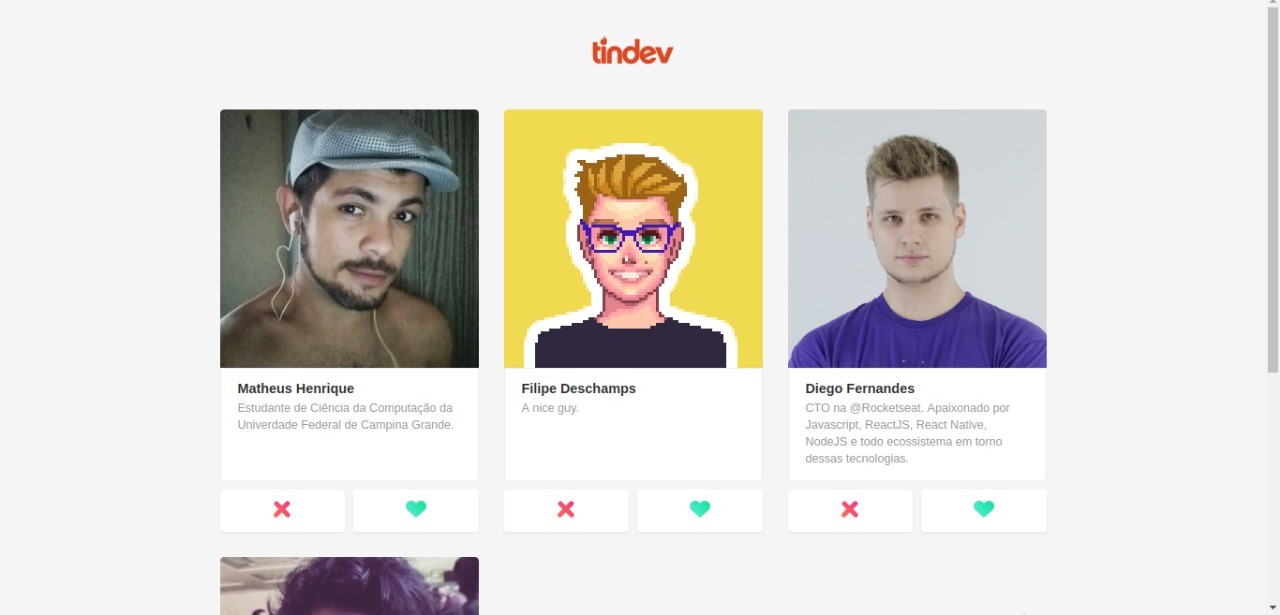 tindev
Matheus Henrique
Estudante de Ciência da Computação da
Univerdade Federal de Campina Grande.
Filipe Deschamps
A nice guy.
Diego Fernandes
CTO na @Rocketseat. Apaixonado por
Javascript, ReactJS, React Native,
NodeJS e todo ecossistema em torno
dessas tecnologias.